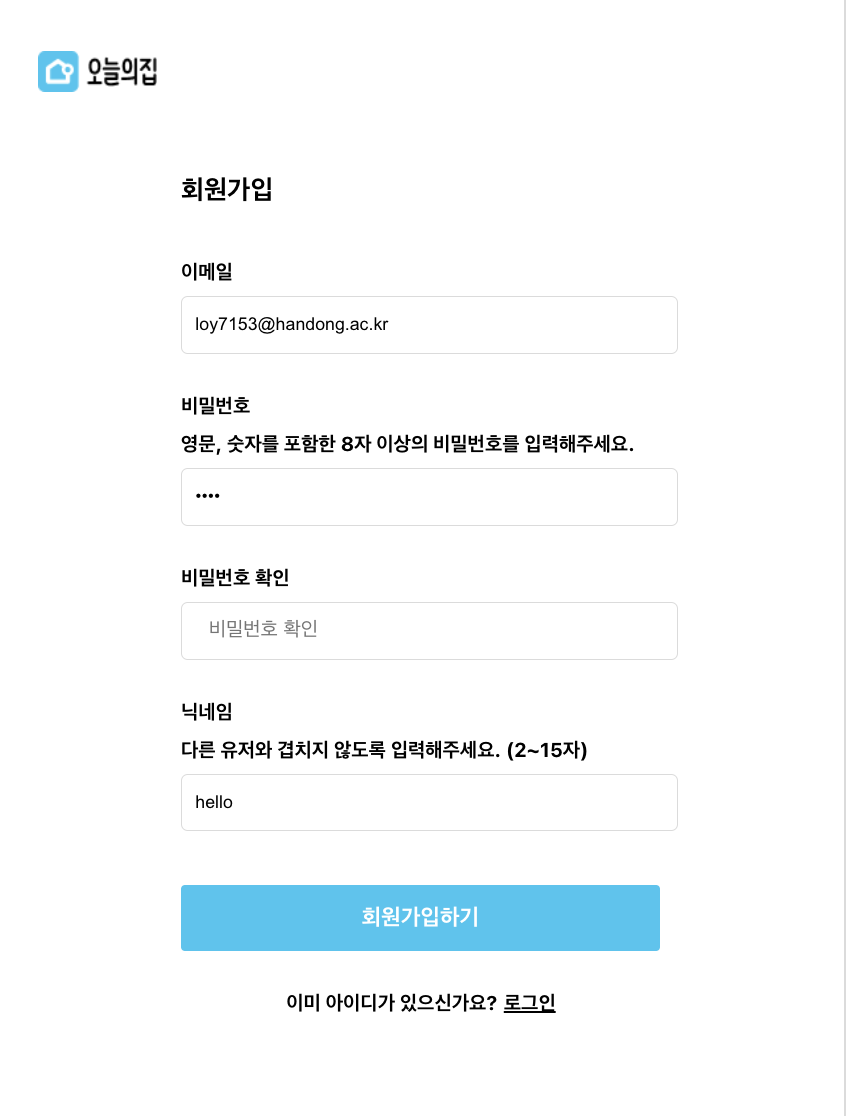 오늘의집
회원가입
이메일
loy7153@handong.ac.kr
비밀번호
영문, 숫자를 포함한 8자 이상의 비밀번호를 입력해주세요.
••••
비밀번호 확인
비밀번호 확인
닉네임
다른 유저와 겹치지 않도록 입력해주세요. (2~15자)
hello
회원가입하기
이미 아이디가 있으신가요? 로그인